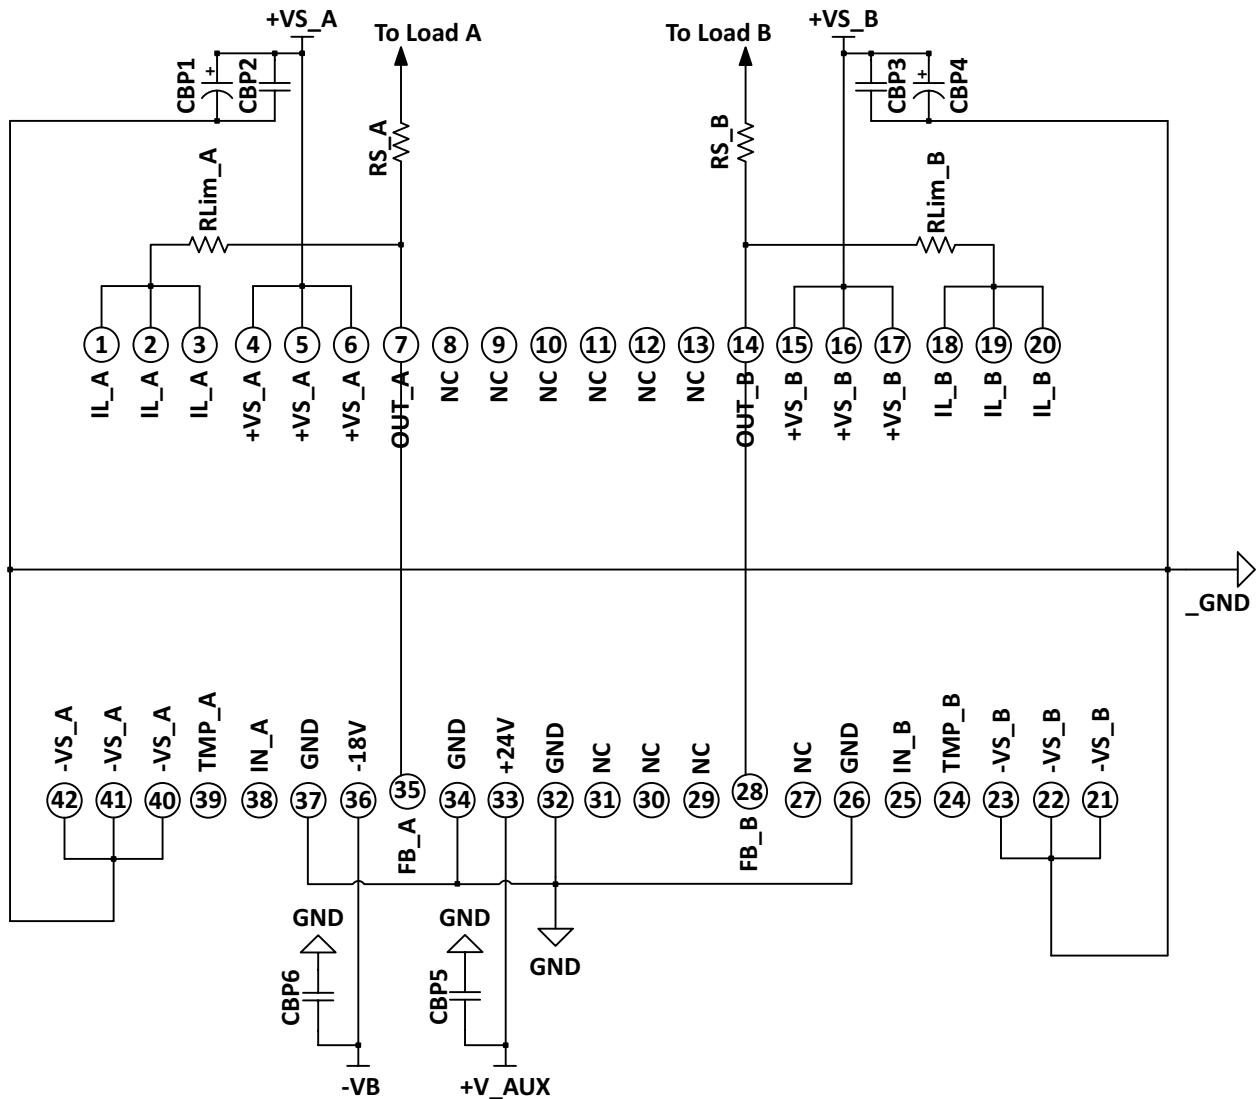 +VS_A
To Load A
To Load B
+VS_B
CBP1
+
CBP2
CBP3
+
CBP4
RS_A
RS_B
RLim_A
RLim_B
1 2 3 4 5 6 7 8 9 10 11 12 13 14 15 16 17 18 19 20
IL_A
IL_A
IL_A
+VS_A
+VS_A
+VS_A
OUT_A
NC
NC
NC
NC
NC
NC
OUT_B
+VS_B
+VS_B
+VS_B
IL_B
IL_B
IL_B
_GND
-VS_A
-VS_A
-VS_A
TMP_A
IN_A
GND
-18V
GND
+24V
GND
NC
NC
NC
NC
GND
IN_B
TMP_B
-VS_B
-VS_B
-VS_B
42 41 40 39 38 37 36 35 34 33 32 31 30 29 28 27 26 25 24 23 22 21
FB_A
FB_B
GND
GND
GND
CBP6
CBP5
-VB
+V_AUX